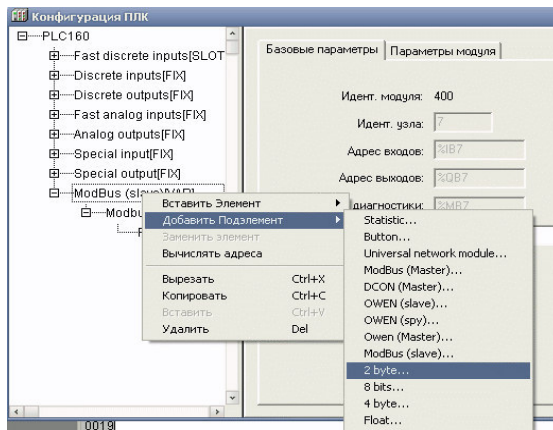 Конфигурация ПЛК
PLC160
Fast discrete inputs[SLOT
Discrete inputs[FIX]
Discrete outputs[FIX]
Fast analog inputs[FIX]
Analog outputs[FIX]
Special input[FIX]
Special output[FIX]
ModBus (slave)[VAR]
Modbu
Базовые параметры
Параметры модуля
Идент. модуля: 400
Идент. узла: 7
Адрес входов: %IB7
Адрес выходов: %QB7
диагностики: %MB7
Вставить Элемент
Добавить Подэлемент
Заменить элемент
Вычислять адреса
Вырезать Ctrl+X
Копировать Ctrl+C
Вставить Ctrl+V
Удалить Del
Statistic...
Button...
Universal network module...
ModBus (Master)...
DCON (Master)...
OWEN (slave)...
OWEN (spy)...
Owen (Master)...
ModBus (slave)...
2 byte...
8 bits...
4 byte...
Float...
0019